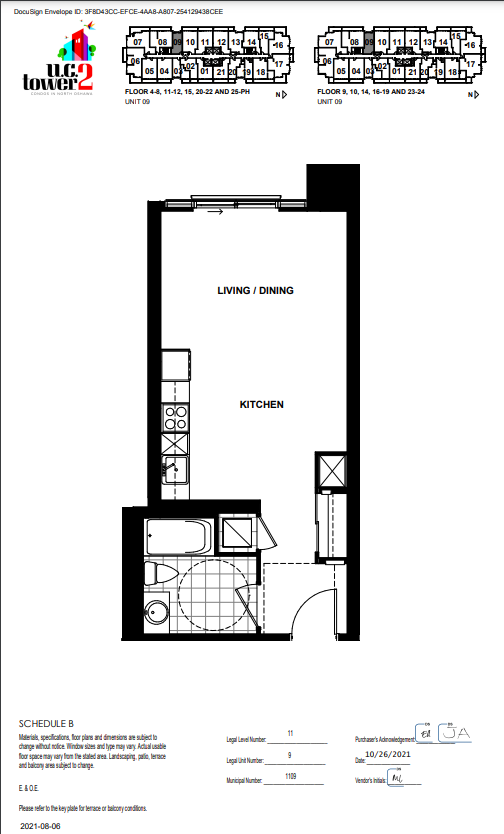 DocuSign Envelope ID: 3F8D43CC-EFCE-4AA8-A807-254129438CEE
u.c.
tower2
CONDOS IN NORTH OSHAWA
07 08 09 10 11 12 13 14 15 16
06 05 04 03 02 01 21 20 19 18 17
FLOOR 4-8, 11-12, 15, 20-22 AND 25-PH
UNIT 09
N
07 08 09 10 11 12 13 14 15 16
06 05 04 03 02 01 21 20 19 18 17
FLOOR 9, 10, 14, 16-19 AND 23-24
UNIT 09
N
LIVING / DINING
KITCHEN
SCHEDULE B
Materials, specifications, floor plans and dimensions are subject to
change without notice. Window sizes and type may vary. Actual usable
floor space may vary from the stated area. Landscaping, patio, terrace
and balcony area subject to change.
E. & O.E.
Please refer to the key plate for terrace or balcony conditions.
2021-08-06
Legal Level Number: 11
Legal Unit Number: 9
Municipal Number: 1109
DS
DS
Purchaser's Acknowledgement: JA
Date: 10/26/2021
DS
Vendor's Initials: ML